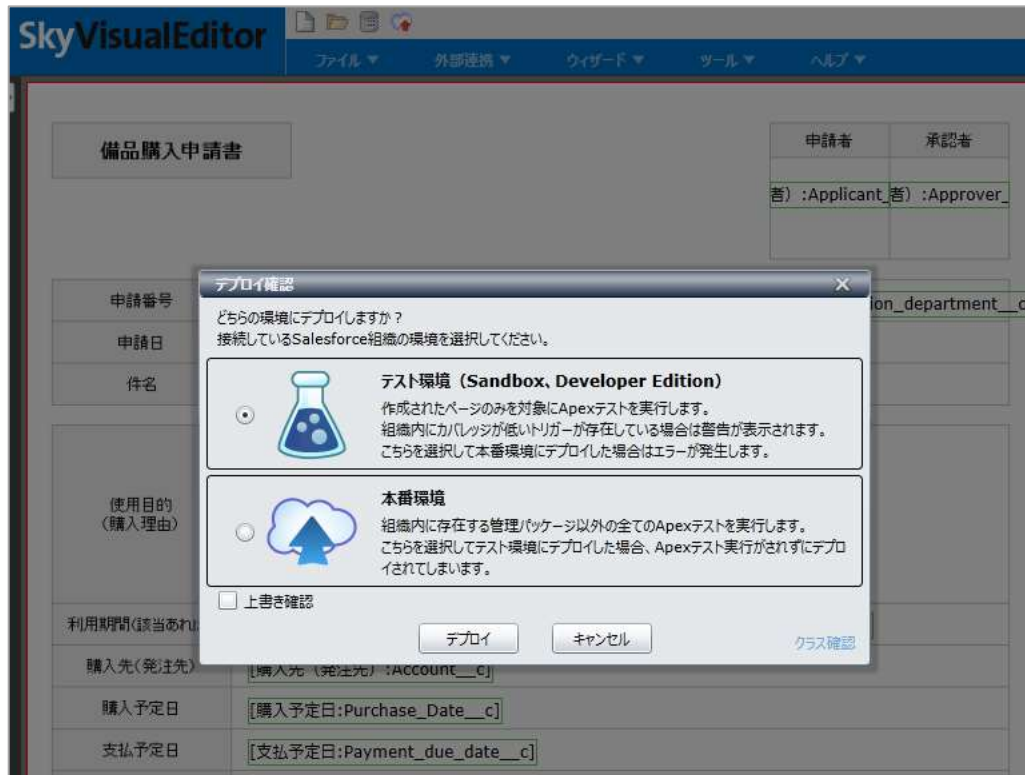 SkyVisualEditor
ファイル ▼ 外部連携 ▼ ウィザード ▼ ツール ▼ ヘルプ ▼
備品購入申請書
申請者 承認者
者）:Applicant_ 者）:Approver_
デプロイ確認
申請番号
ion_department__c
どちらの環境にデプロイしますか？
接続しているSalesforce組織の環境を選択してください。
申請日
件名
テスト環境（Sandbox、Developer Edition）
作成されたページのみを対象にApexテストを実行します。
組織内にカバレッジが低いトリガーが存在している場合は警告が表示されます。
こちらを選択して本番環境にデプロイした場合はエラーが発生します。
使用目的
（購入理由）
本番環境
組織内に存在する管理パッケージ以外の全てのApexテストを実行します。
こちらを選択してテスト環境にデプロイした場合、Apexテスト実行がされずにデプロ
イされてしまいます。
上書き確認
利用期間(該当あれ
デプロイ キャンセル クラス確認
購入先(発注先) [購入先（発注先）:Account__c]
購入予定日 [購入予定日:Purchase_Date__c]
支払予定日 [支払予定日:Payment_due_date__c]